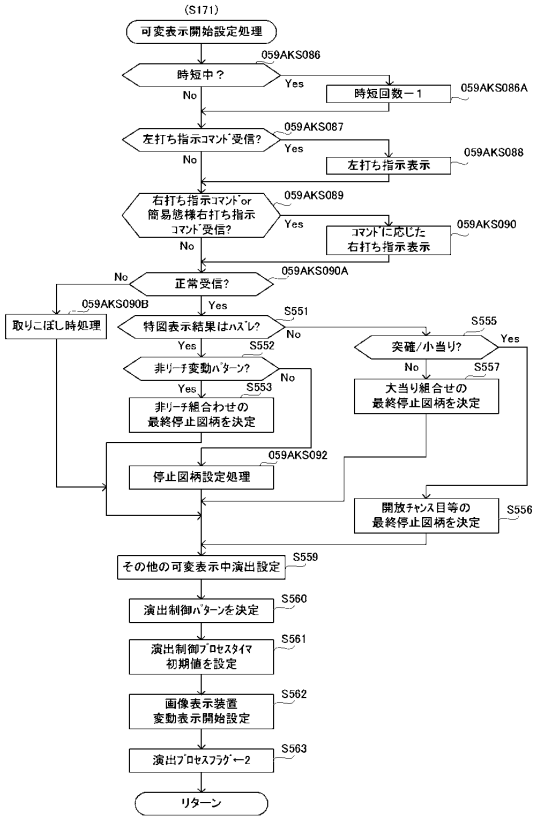 (S171)
可変表示開始設定処理
059AKS086
時短中?
Yes
No
時短回数－1
059AKS086A
059AKS087
左打ち指示ｺﾏﾝﾄﾞ受信?
Yes
No
左打ち指示表示
059AKS088
059AKS089
右打ち指示ｺﾏﾝﾄﾞor
簡易態様右打ち指示
ｺﾏﾝﾄﾞ受信?
Yes
No
059AKS090
ｺﾏﾝﾄﾞに応じた
右打ち指示表示
059AKS090A
正常受信?
No
Yes
059AKS090B
取りこぼし時処理
S551
特図表示結果はﾊｽﾞﾚ?
No
Yes
S555
突確/小当り?
Yes
No
S552
非ﾘｰﾁ変動ﾊﾟﾀｰﾝ?
No
Yes
S557
大当り組合せの
最終停止図柄を決定
S553
非ﾘｰﾁ組合わせの
最終停止図柄を決定
059AKS092
停止図柄設定処理
開放ﾁｬﾝｽ目等の
最終停止図柄を決定
S556
S559
その他の可変表示中演出設定
S560
演出制御ﾊﾟﾀｰﾝを決定
S561
演出制御ﾌﾟﾛｾｽﾀｲﾏ
初期値を設定
S562
画像表示装置
変動表示開始設定
S563
演出ﾌﾟﾛｾｽﾌﾗｸﾞ←2
リターン